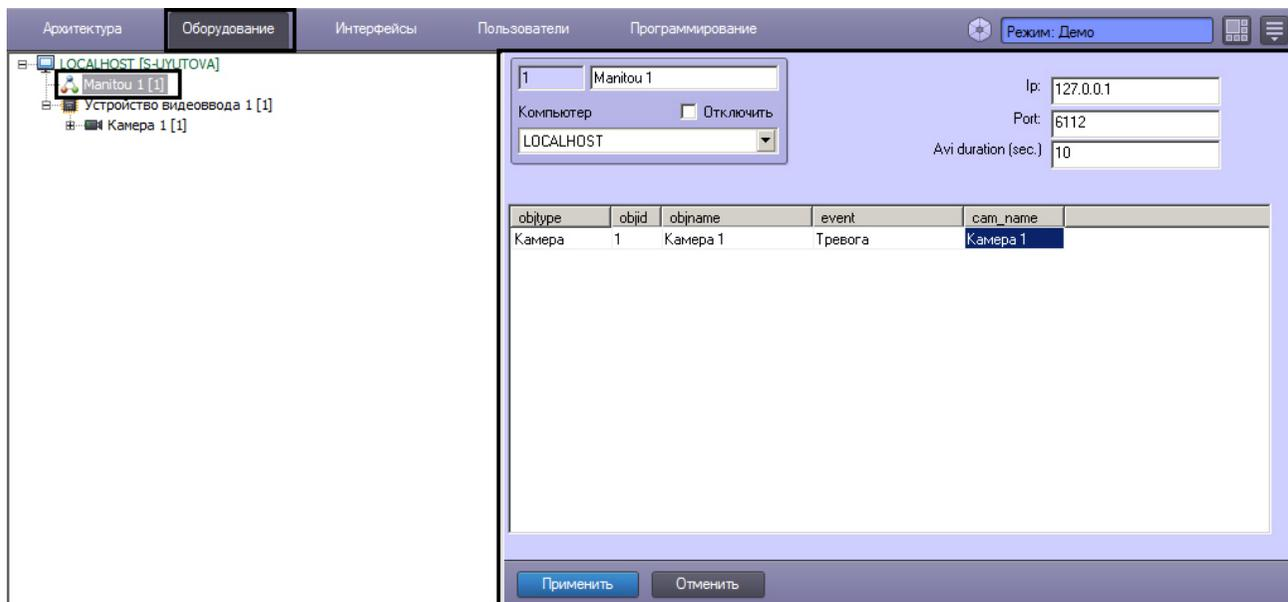 Архитектура Оборудование Интерфейсы Пользователи Программирование Режим: Демо
LOCALHOST [S-UYUTOVA]
Manitou 1 [1]
Устройство видеоввода 1 [1]
Камера 1 [1]
1 Manitou 1
Компьютер Отключить
LOCALHOST
Ip: 127.0.0.1
Port: 6112
Avi duration (sec.) 10
objtype objid objname event cam_name
Камера 1 Камера 1 Тревога Камера 1
Применить Отменить